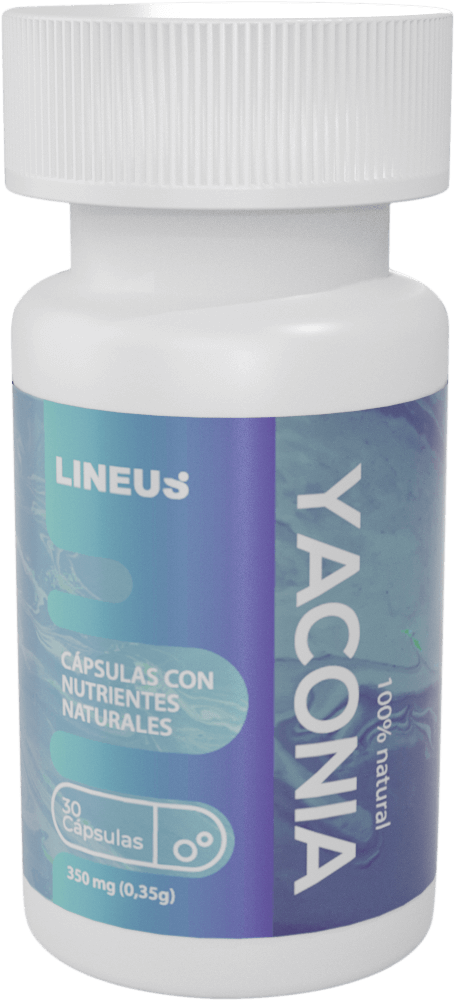 LINEUS
CÁPSULAS CON
NUTRIENTES
NATURALES
30
Cápsulas
350 mg (0,35g)
YACONIA
100% natural